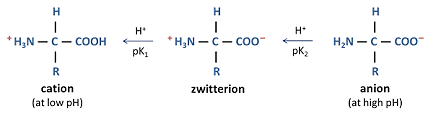 H H H
⁺H₃N – C – COOH H⁺ pK₁ ⁺H₃N – C – COO⁻ H⁺ pK₂ H₂N – C – COO⁻
R R R
cation zwitterion anion
(at low pH) (at high pH)